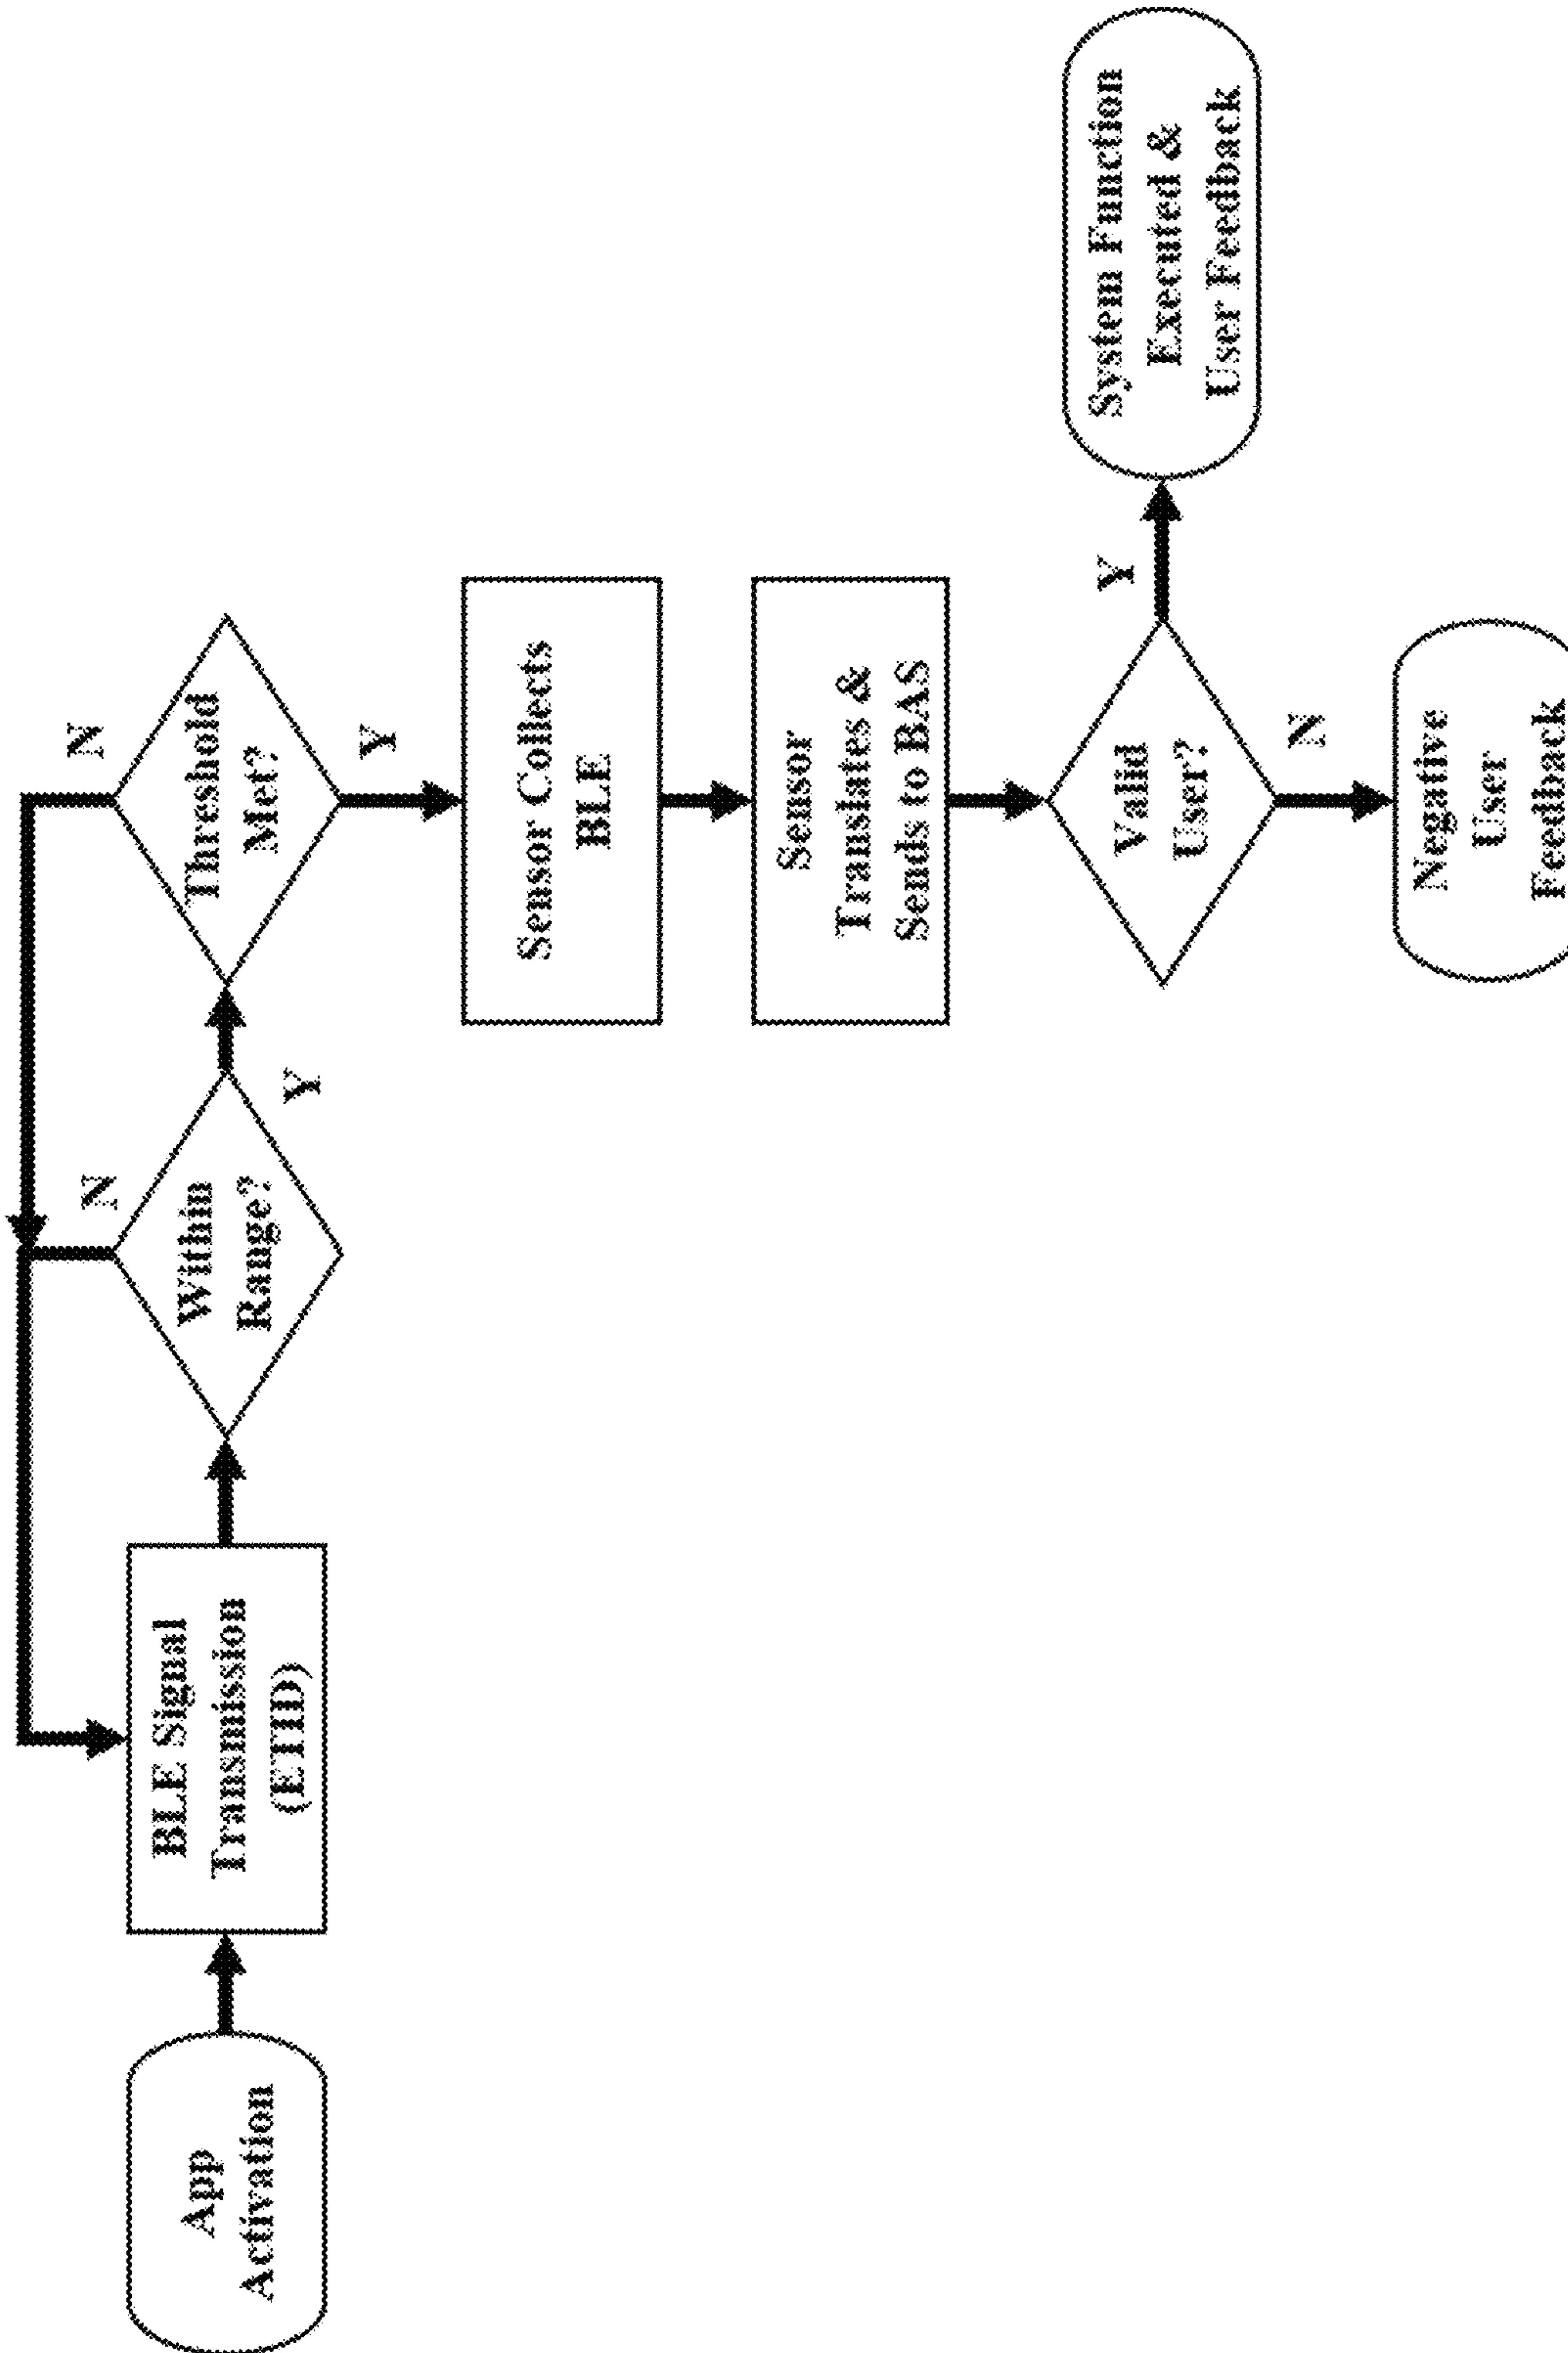 App
Activation
BLE Signal
Transmission
(ETID)
Within
Range?
N
Y
Threshold
Met?
N
Y
Sensor Collects
BLE
Sensor
Translates &
Sends to BAS
Valid
User?
Y
System Function
Executed &
User Feedback
N
Negative
User
Feedback